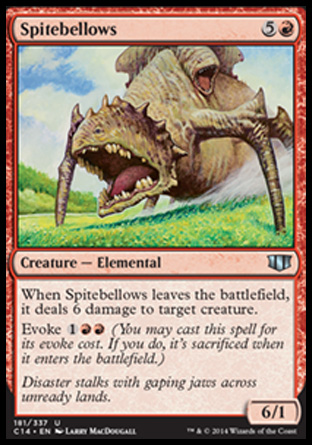 Spitebellows 5
Creature — Elemental
When Spitebellows leaves the battlefield,
it deals 6 damage to target creature.
Evoke 1 (You may cast this spell for
its evoke cost. If you do, it's sacrificed when
it enters the battlefield.)
Disaster stalks with gaping jaws across
unready lands.
6/1
181/337 U
C14 • EN Larry MacDougall ™ & © 2014 Wizards of the Coast